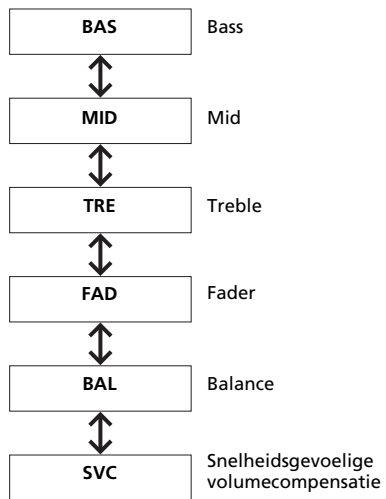 BAS Bass
MID Mid
TRE Treble
FAD Fader
BAL Balance
SVC Snelheidsgevoelige
volumecompensatie